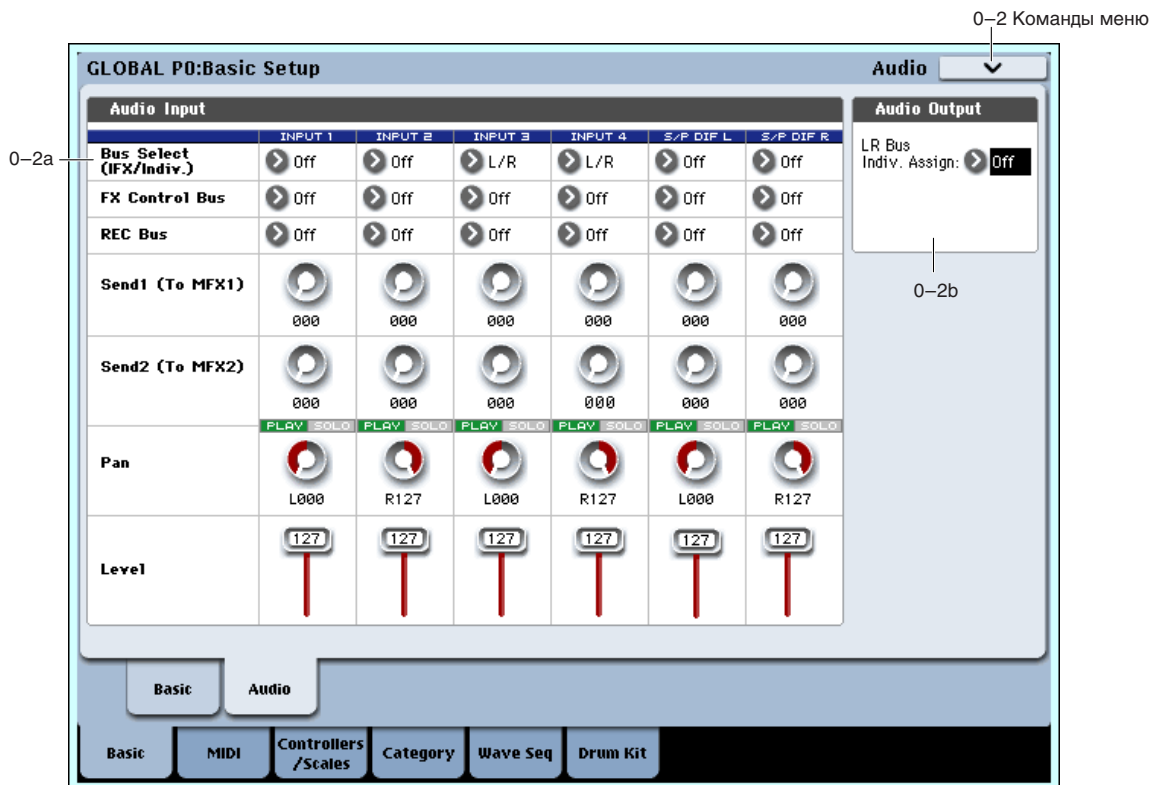 0–2 Команды меню
GLOBAL P0:Basic Setup
Audio
Audio Input
Audio Output
INPUT 1 INPUT 2 INPUT 3 INPUT 4 S/P DIF L S/P DIF R
0–2a
Bus Select
(IFX/Indiv.)
Off Off L/R L/R Off Off
LR Bus
Indiv. Assign: Off
FX Control Bus Off Off Off Off Off Off
REC Bus Off Off Off Off Off Off
0–2b
Send1 (To MFX1)
000 000 000 000 000 000
Send2 (To MFX2)
000 000 000 000 000 000
PLAY SOLO PLAY SOLO PLAY SOLO PLAY SOLO PLAY SOLO PLAY SOLO
Pan
L000 R127 L000 R127 L000 R127
127 127 127 127 127 127
Level
Basic Audio
Basic MIDI Controllers
/Scales Category Wave Seq Drum Kit